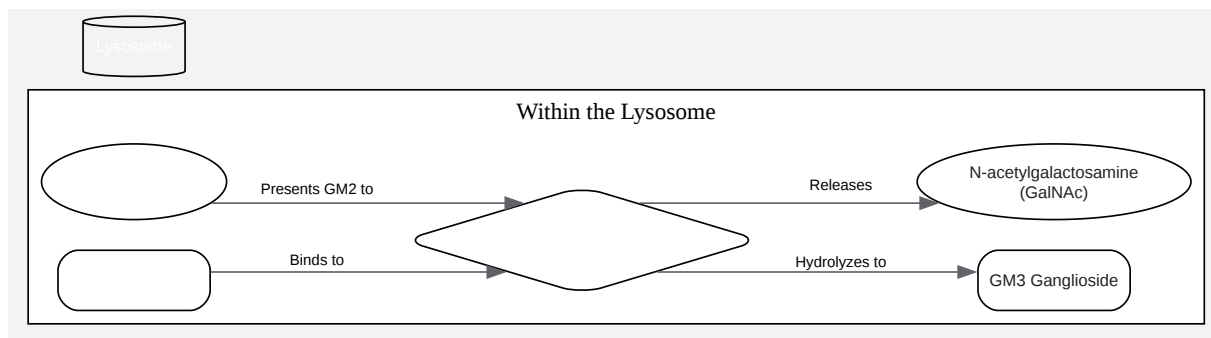 Lysosome
Within the Lysosome
Presents GM2 to
Releases
N-acetylgalactosamine
(GalNAc)
Binds to
Hydrolyzes to
GM3 Ganglioside